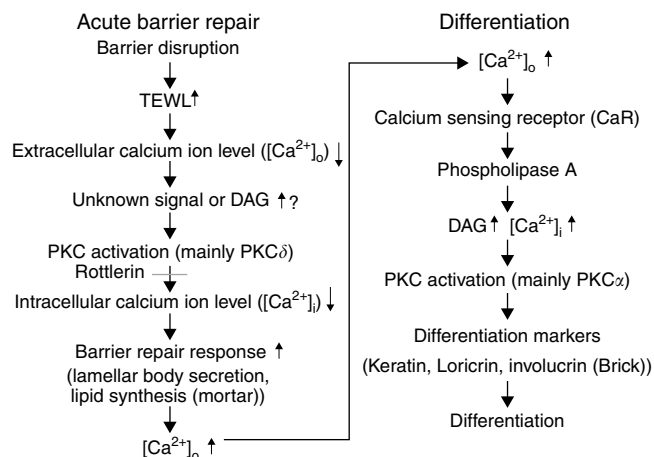 Acute barrier repair
Barrier disruption
TEWL↑
Extracellular calcium ion level ([Ca²⁺]ₒ) ↓
Unknown signal or DAG ↑?
PKC activation (mainly PKCδ)
Rottlerin
Intracellular calcium ion level ([Ca²⁺]ᵢ) ↓
Barrier repair response ↑
(lamellar body secretion,
lipid synthesis (mortar))
[Ca²⁺]ₒ ↑
Differentiation
[Ca²⁺]ₒ ↑
Calcium sensing receptor (CaR)
Phospholipase A
DAG↑ [Ca²⁺]ᵢ ↑
PKC activation (mainly PKCα)
Differentiation markers
(Keratin, Loricrin, involucrin (Brick))
Differentiation